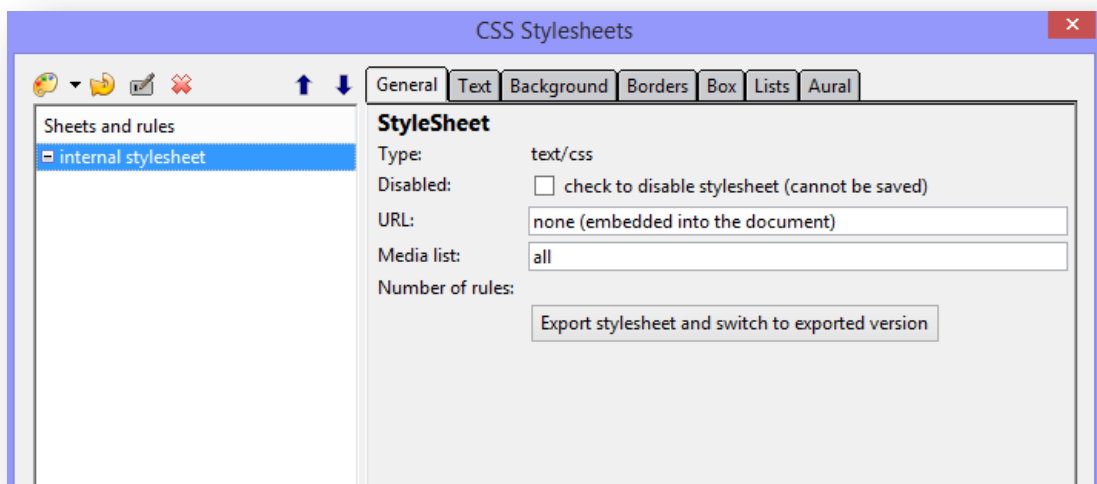 CSS Stylesheets
General Text Background Borders Box Lists Aural
Sheets and rules
internal stylesheet
StyleSheet
Type: text/css
Disabled: check to disable stylesheet (cannot be saved)
URL: none (embedded into the document)
Media list: all
Number of rules:
Export stylesheet and switch to exported version